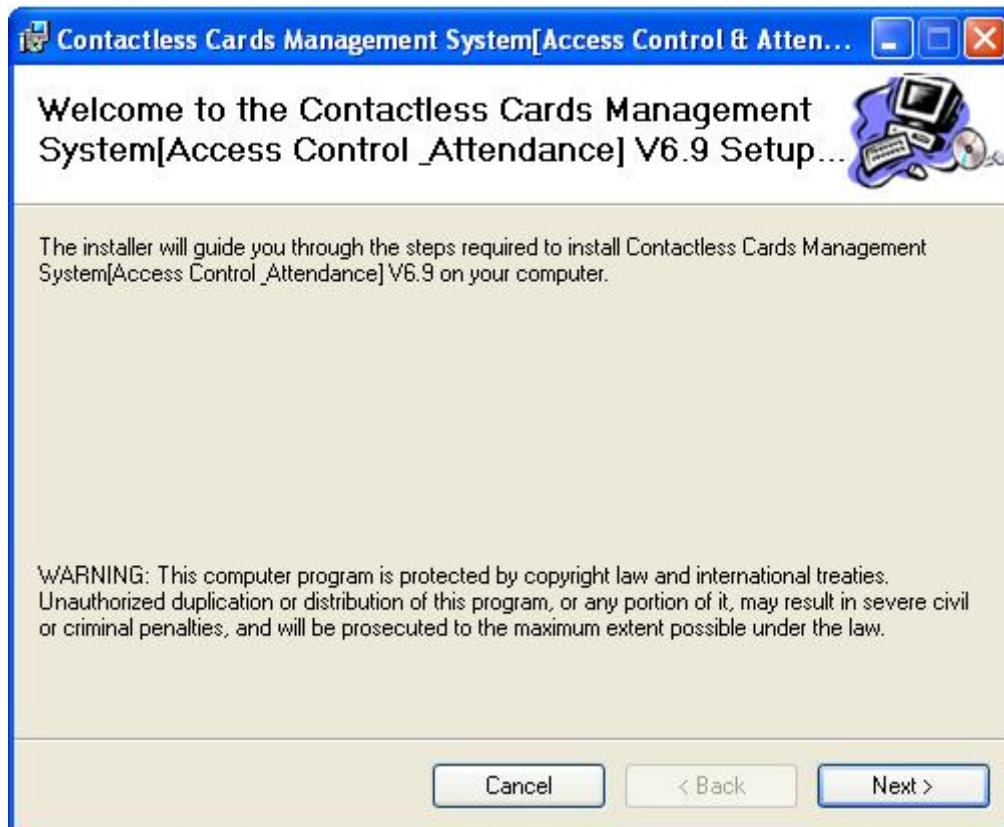 Contactless Cards Management System[Access Control & Atten...
Welcome to the Contactless Cards Management
System[Access Control _Attendance] V6.9 Setup...
The installer will guide you through the steps required to install Contactless Cards Management
System[Access Control _Attendance] V6.9 on your computer.
WARNING: This computer program is protected by copyright law and international treaties.
Unauthorized duplication or distribution of this program, or any portion of it, may result in severe civil
or criminal penalties, and will be prosecuted to the maximum extent possible under the law.
Cancel
< Back
Next >